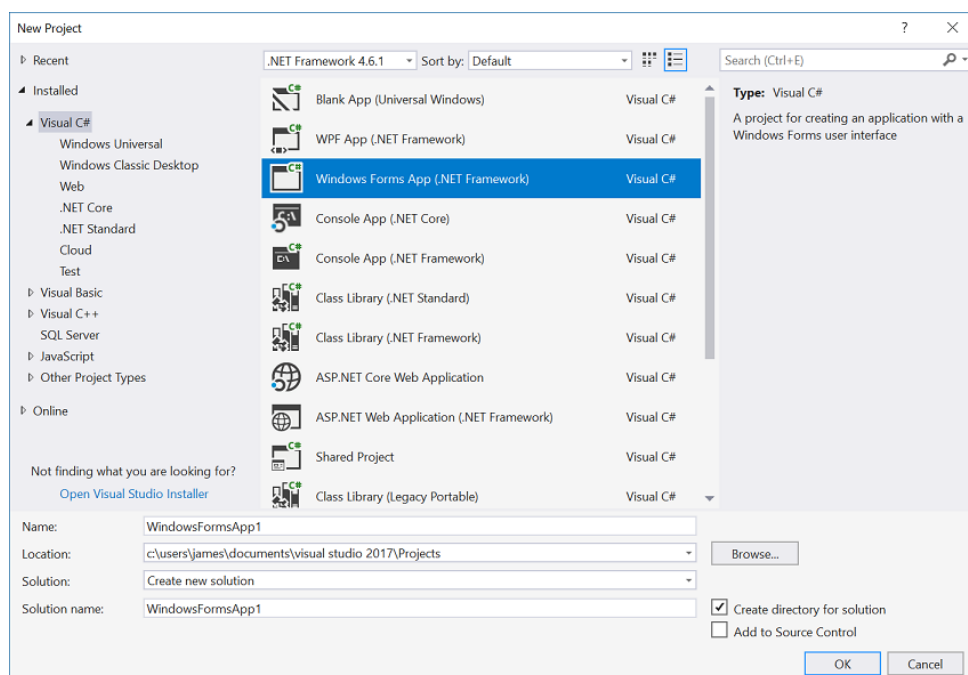 New Project
?
Recent
.NET Framework 4.6.1
Sort by: Default
Search (Ctrl+E)
Installed
Visual C#
Windows Universal
Windows Classic Desktop
Web
.NET Core
.NET Standard
Cloud
Test
Visual Basic
Visual C++
SQL Server
JavaScript
Other Project Types
Online
Not finding what you are looking for?
Open Visual Studio Installer
C# Blank App (Universal Windows) Visual C#
C# WPF App (.NET Framework) Visual C#
C# Windows Forms App (.NET Framework) Visual C#
Console App (.NET Core) Visual C#
C# Console App (.NET Framework) Visual C#
C# Class Library (.NET Standard) Visual C#
C# Class Library (.NET Framework) Visual C#
ASP.NET Core Web Application Visual C#
ASP.NET Web Application (.NET Framework) Visual C#
C# Shared Project Visual C#
C# Class Library (Legacy Portable) Visual C#
Type: Visual C#
A project for creating an application with a
Windows Forms user interface
Name: WindowsFormsApp1
Location: c:\users\james\documents\visual studio 2017\Projects
Browse...
Solution: Create new solution
Solution name: WindowsFormsApp1
Create directory for solution
Add to Source Control
OK
Cancel